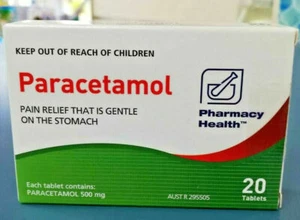 KEEP OUT OF REACH OF CHILDREN
Paracetamol
PAIN RELIEF THAT IS GENTLE
ON THE STOMACH
Pharmacy
Health™
Each tablet contains:
PARACETAMOL 500 mg
AUST R 295505
20
Tablets